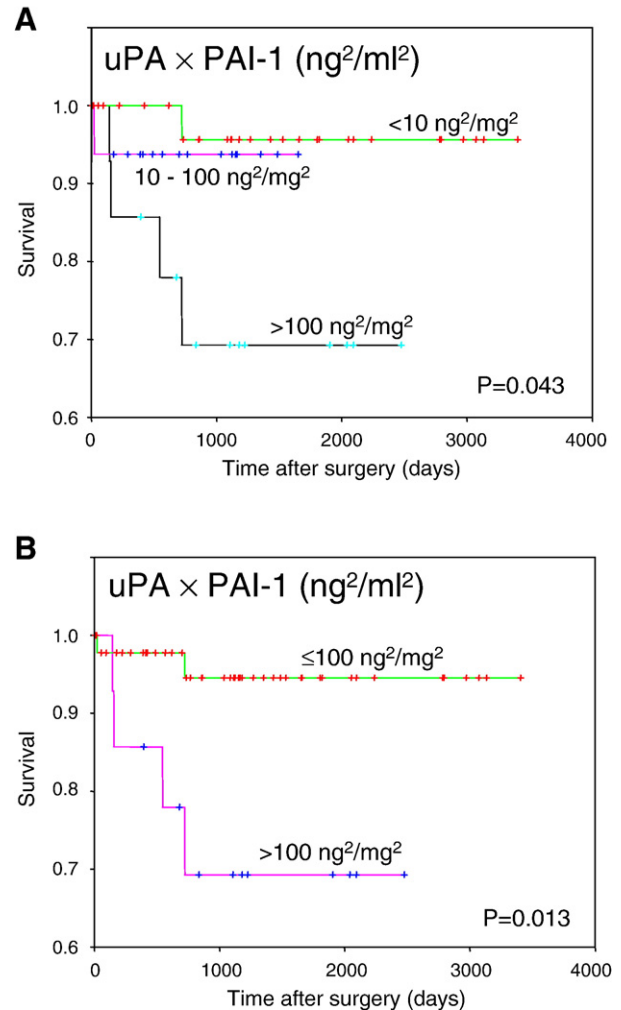 A
uPA × PAI-1 (ng²/ml²)
1.0
<10 ng²/mg²
0.9
10 - 100 ng²/mg²
0.8
>100 ng²/mg²
0.7
P=0.043
0.6
0 1000 2000 3000 4000
Survival
Time after surgery (days)
B
uPA × PAI-1 (ng²/ml²)
1.0
≤100 ng²/mg²
0.9
0.8
>100 ng²/mg²
0.7
P=0.013
0.6
0 1000 2000 3000 4000
Survival
Time after surgery (days)